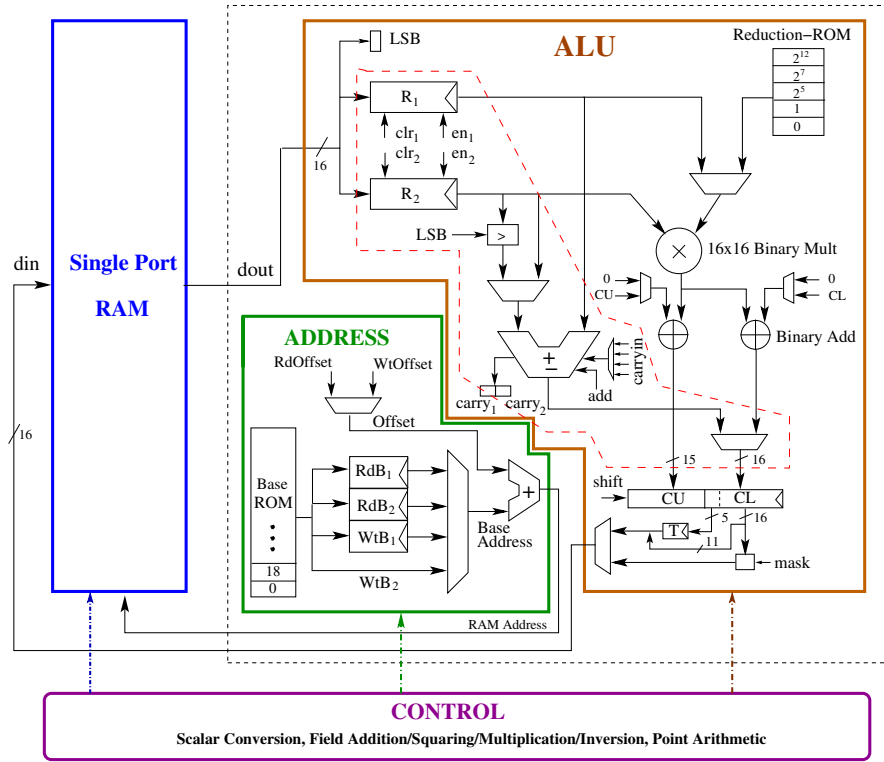 ALU
LSB
Reduction−ROM
2^12
2^7
2^5
1
0
R1
clr1
en1
clr2
en2
16
R2
LSB
>
×
16x16 Binary Mult
0
CU
0
CL
+
+
Binary Add
din
Single Port
RAM
dout
ADDRESS
RdOffset
WtOffset
+
−
carryin
carry1
carry2
add
Offset
16
15
16
Base
ROM
RdB1
RdB2
WtB1
WtB2
18
0
+
Base
Address
shift
CU
CL
5
16
T
11
mask
RAM Address
CONTROL
Scalar Conversion, Field Addition/Squaring/Multiplication/Inversion, Point Arithmetic